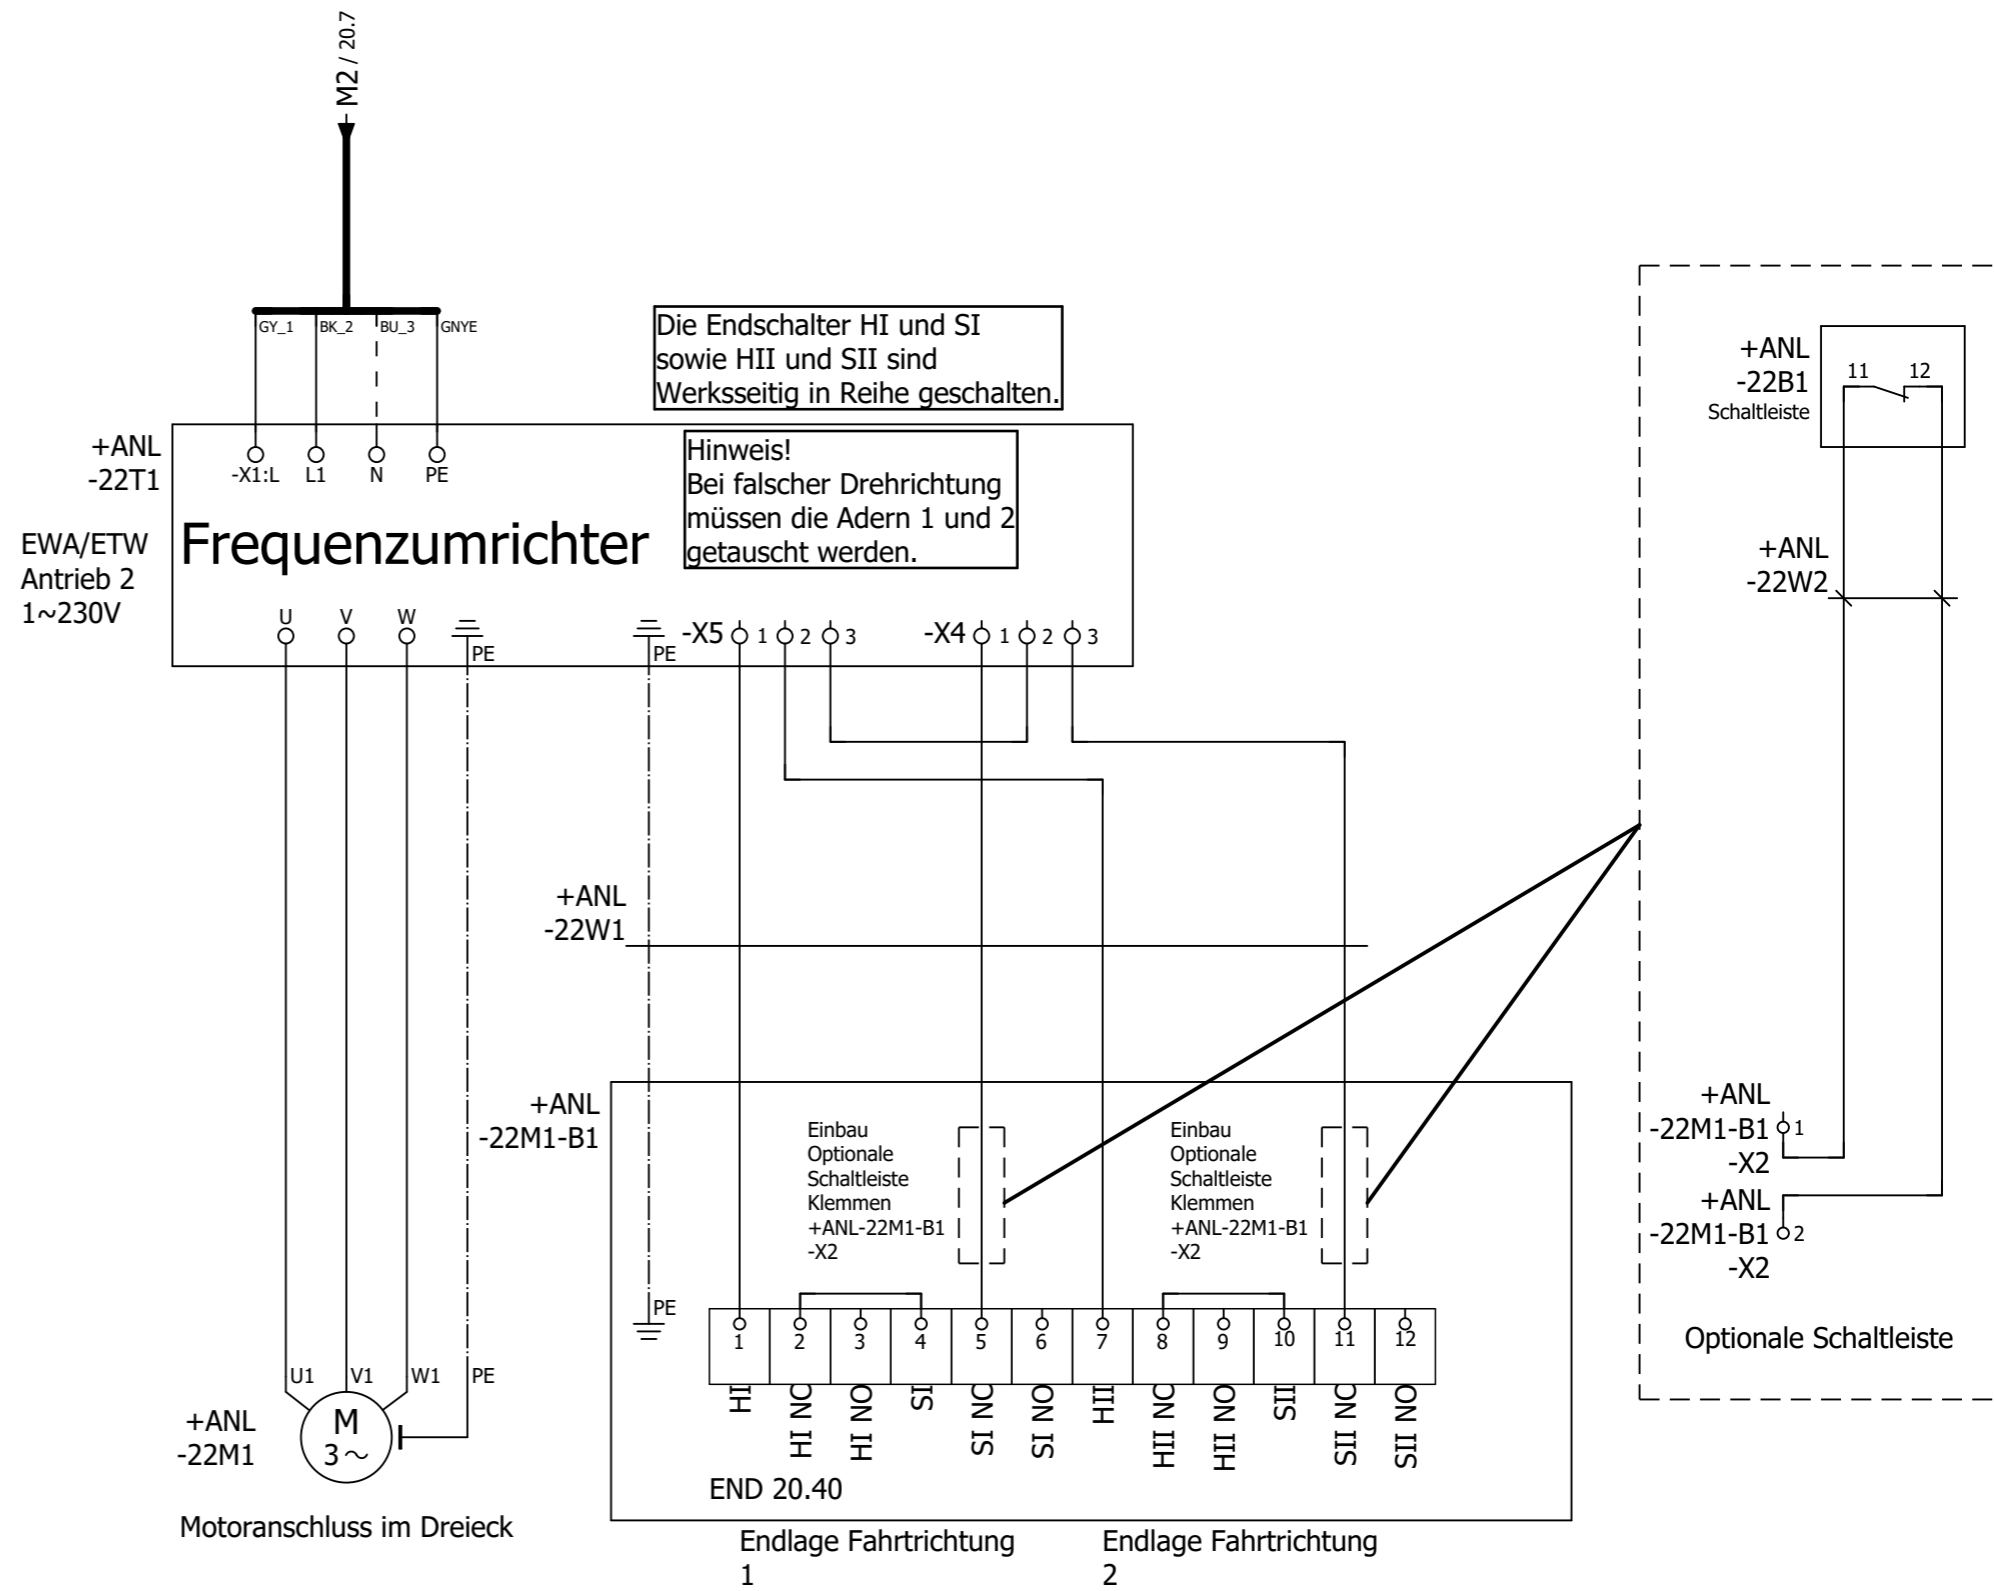 M2 / 20.7
GY_1 BK_2 BU_3 GNYE
Die Endschalter HI und SI
sowie HII und SII sind
Werksseitig in Reihe geschalten.
+ANL
-22T1
-X1:L L1 N PE
Hinweis!
Bei falscher Drehrichtung
müssen die Adern 1 und 2
getauscht werden.
EWA/ETW
Antrieb 2
1~230V
Frequenzumrichter
U V W PE PE -X5 1 2 3 -X4 1 2 3
+ANL
-22B1
Schaltleiste
11 12
+ANL
-22W2
+ANL
-22W1
+ANL
-22M1-B1
Einbau
Optionale
Schaltleiste
Klemmen
+ANL-22M1-B1
-X2
Einbau
Optionale
Schaltleiste
Klemmen
+ANL-22M1-B1
-X2
+ANL
-22M1-B1 1
-X2
+ANL
-22M1-B1 2
-X2
Optionale Schaltleiste
PE
1 2 3 4 5 6 7 8 9 10 11 12
HI HI NC HI NO SI SI NC SI NO HII HII NC HII NO SII SII NC SII NO
END 20.40
U1 V1 W1 PE
+ANL
-22M1
M
3~
Motoranschluss im Dreieck
Endlage Fahrtrichtung
1
Endlage Fahrtrichtung
2